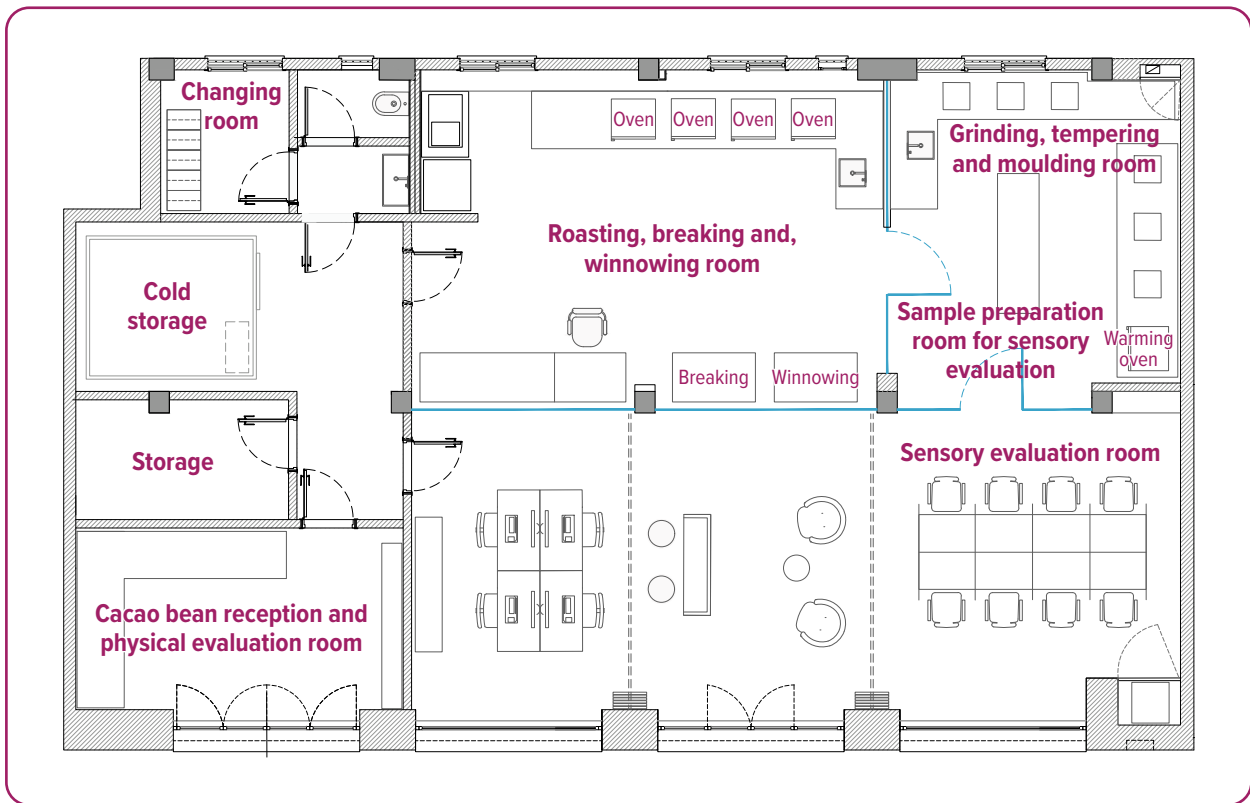 Changing
room
Oven
Oven
Oven
Oven
Grinding, tempering
and moulding room
Roasting, breaking and,
winnowing room
Cold
storage
Sample preparation
room for sensory
evaluation
Warming
oven
Breaking
Winnowing
Storage
Sensory evaluation room
Cacao bean reception and
physical evaluation room